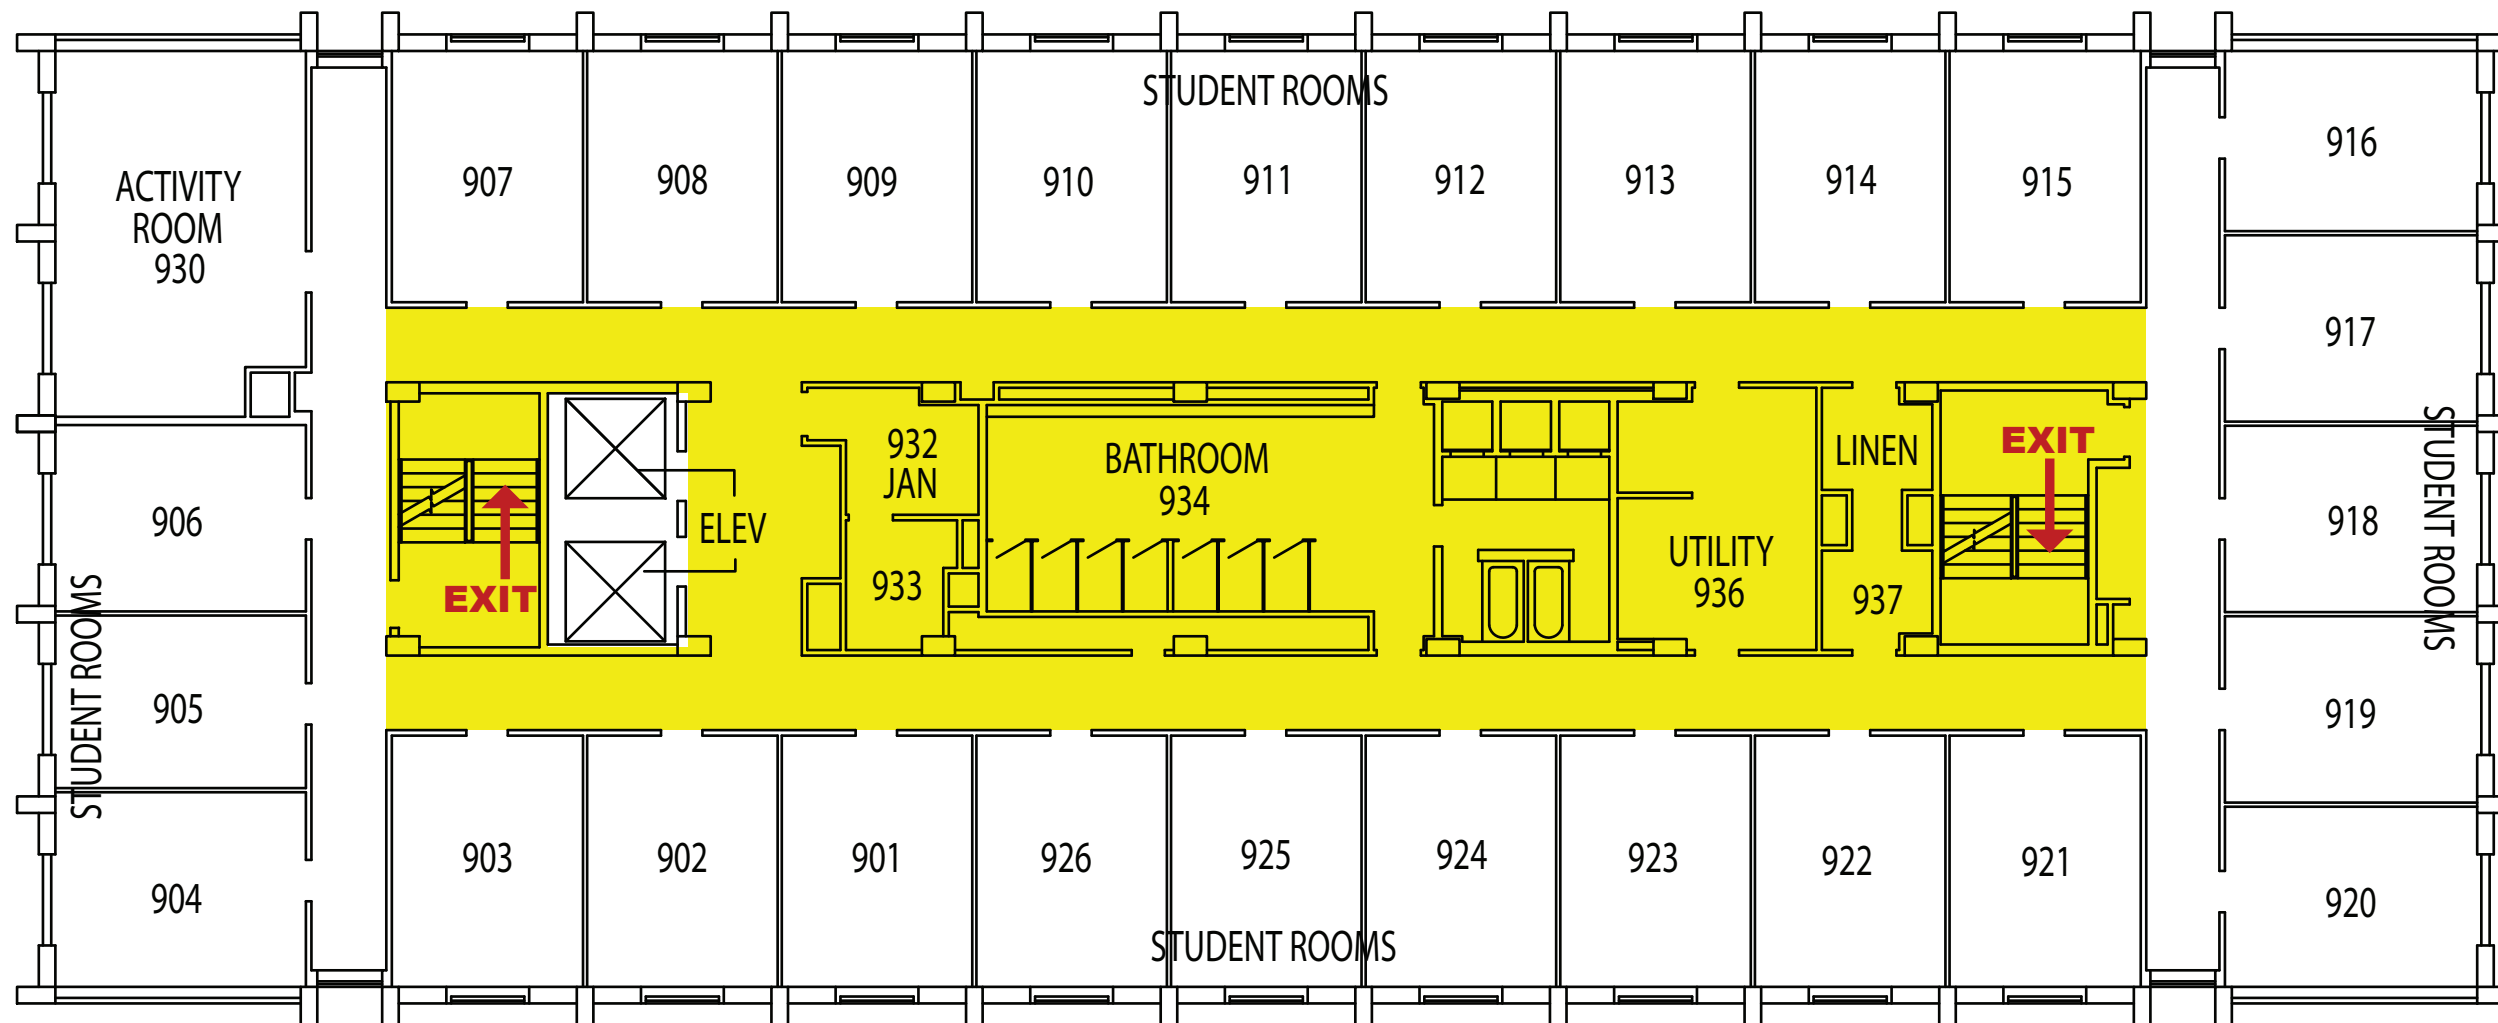 STUDENT ROOMS
ACTIVITY
ROOM
930
907
908
909
910
911
912
913
914
915
916
917
918
919
920
STUDENT ROOMS
906
905
904
STUDENT ROOMS
EXIT
ELEV
932
JAN
933
BATHROOM
934
UTILITY
936
LINEN
937
EXIT
903
902
901
926
925
924
923
922
921
STUDENT ROOMS